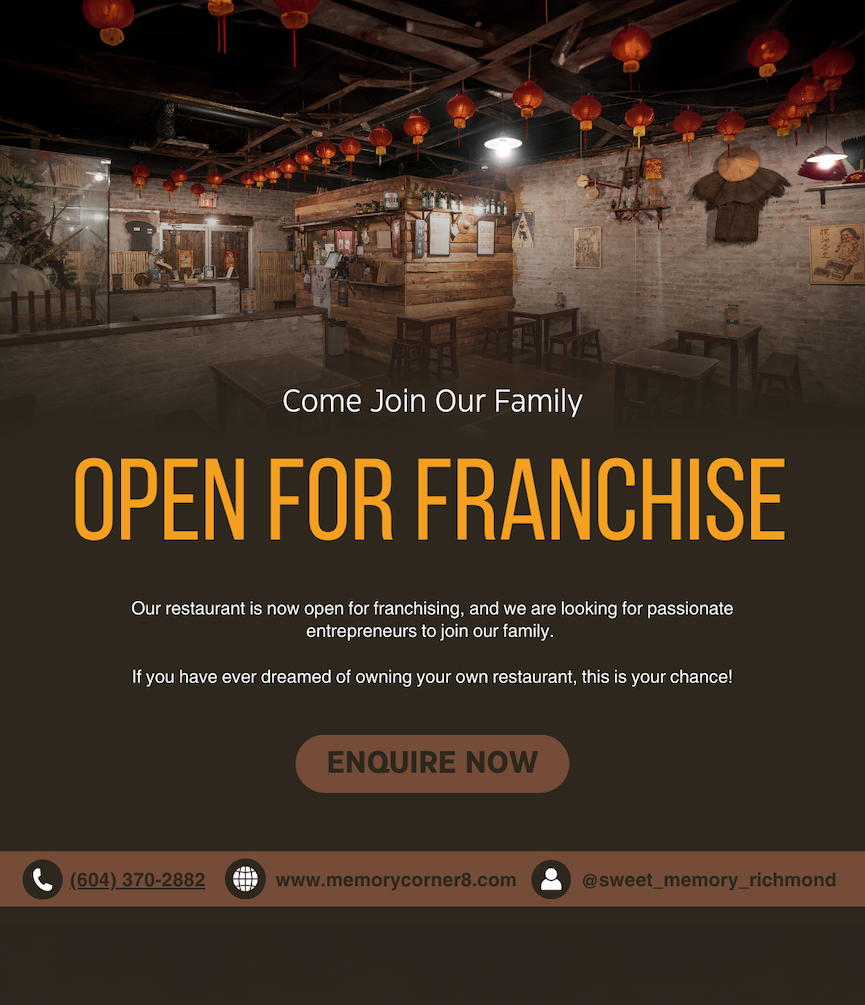 Come Join Our Family
OPEN FOR FRANCHISE
Our restaurant is now open for franchising, and we are looking for passionate
entrepreneurs to join our family.
If you have ever dreamed of owning your own restaurant, this is your chance!
ENQUIRE NOW
(604) 370-2882 www.memorycorner8.com @sweet_memory_richmond